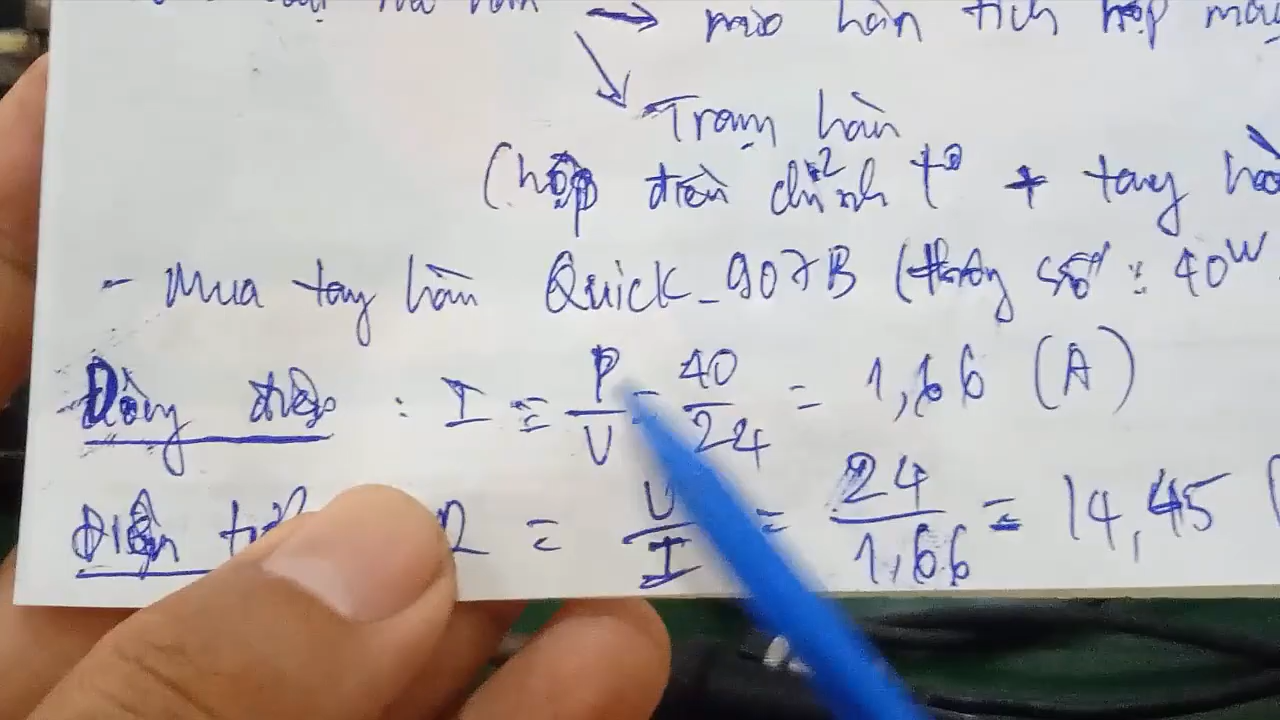 → mỏ hàn tích hợp máy
Trạm hàn
(hộp điều chỉnh t° + tay hàn
- Mua tay hàn Quick_907B (thông số : 40W
Dòng điện : I = P/U = 40/24 = 1,66 (A)
Điện = U/I = 24/1,66 = 14,45 (